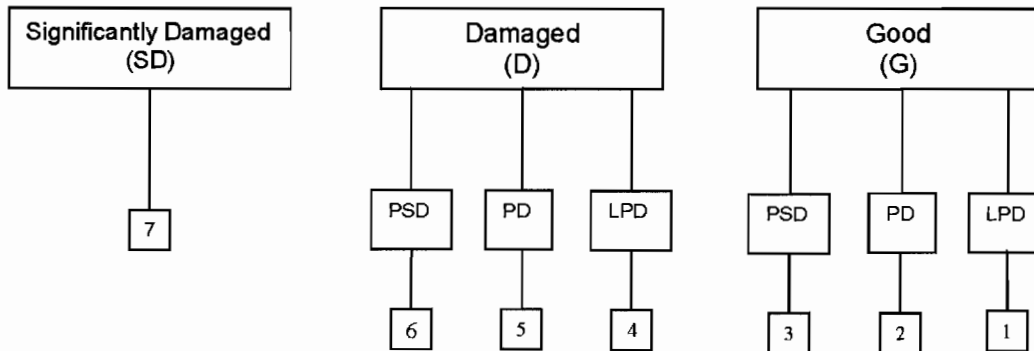 Significantly Damaged
(SD)
Damaged
(D)
Good
(G)
PSD
PD
LPD
PSD
PD
LPD
7
6
5
4
3
2
1